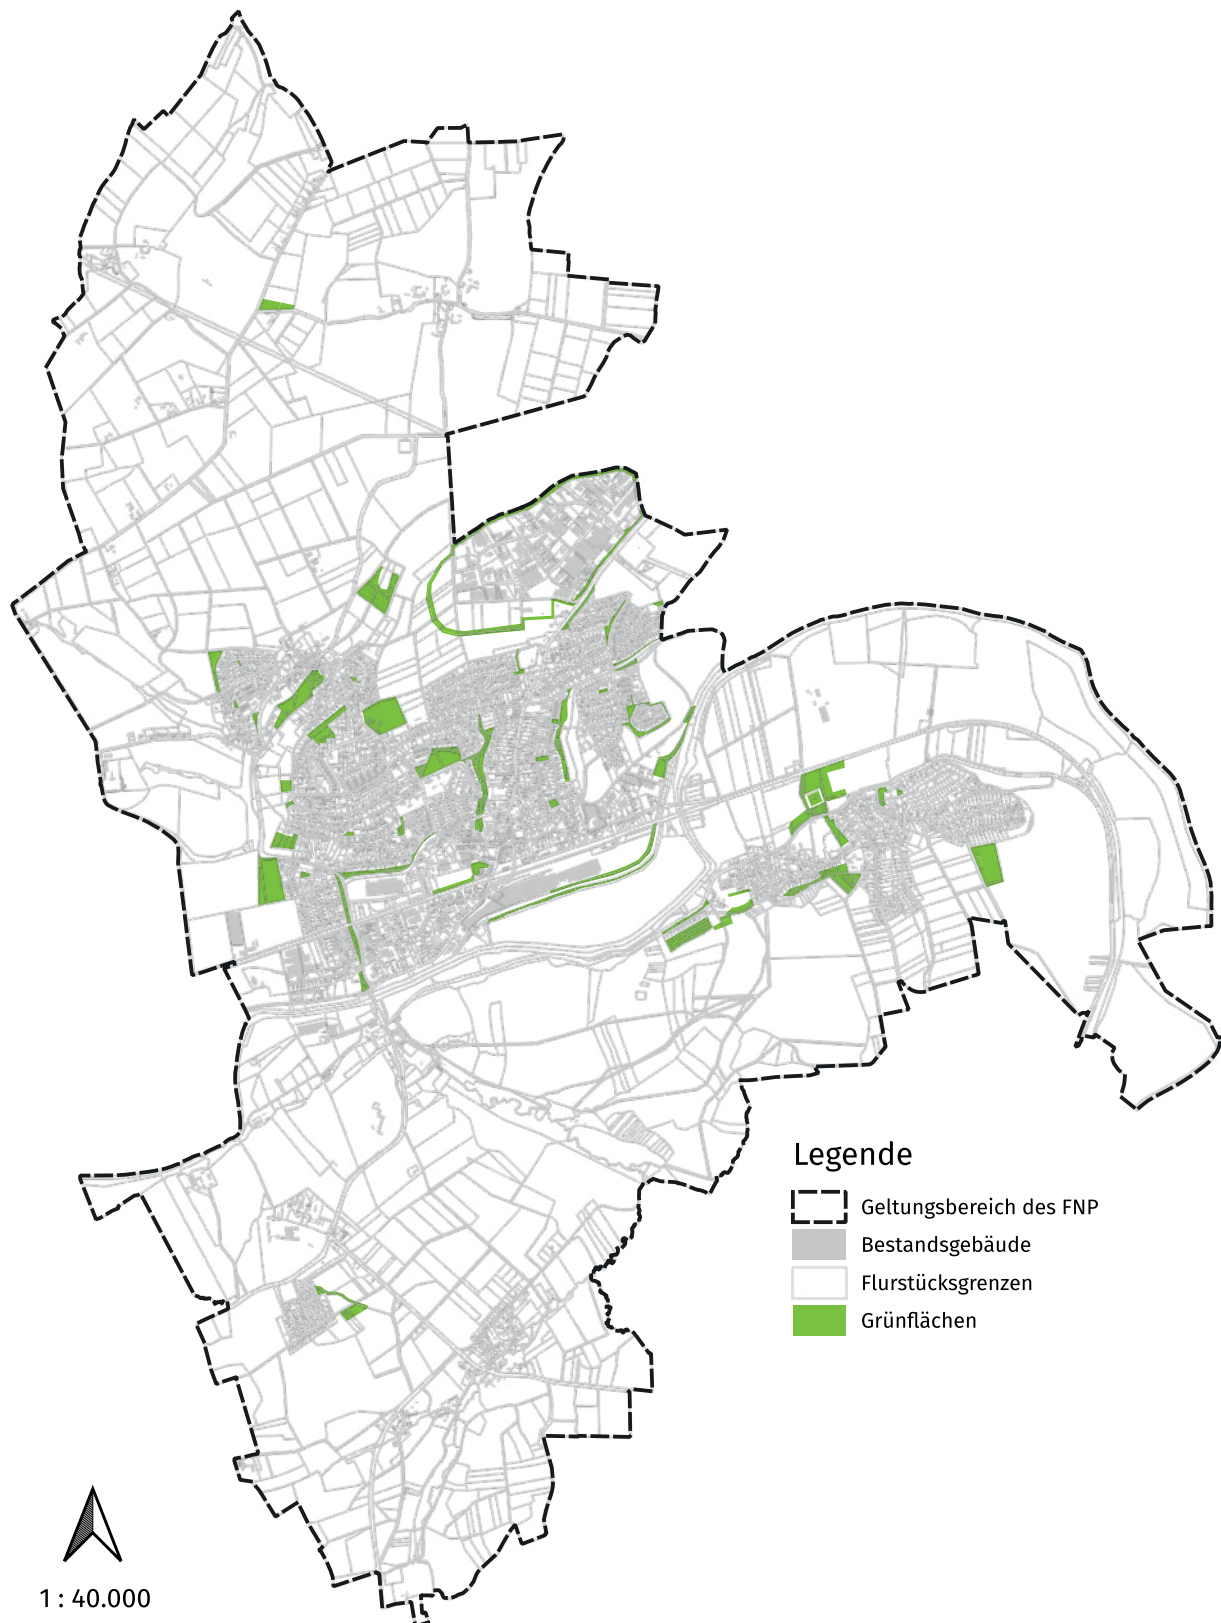 Legende
Geltungsbereich des FNP
Bestandsgebäude
Flurstücksgrenzen
Grünflächen
1 : 40.000